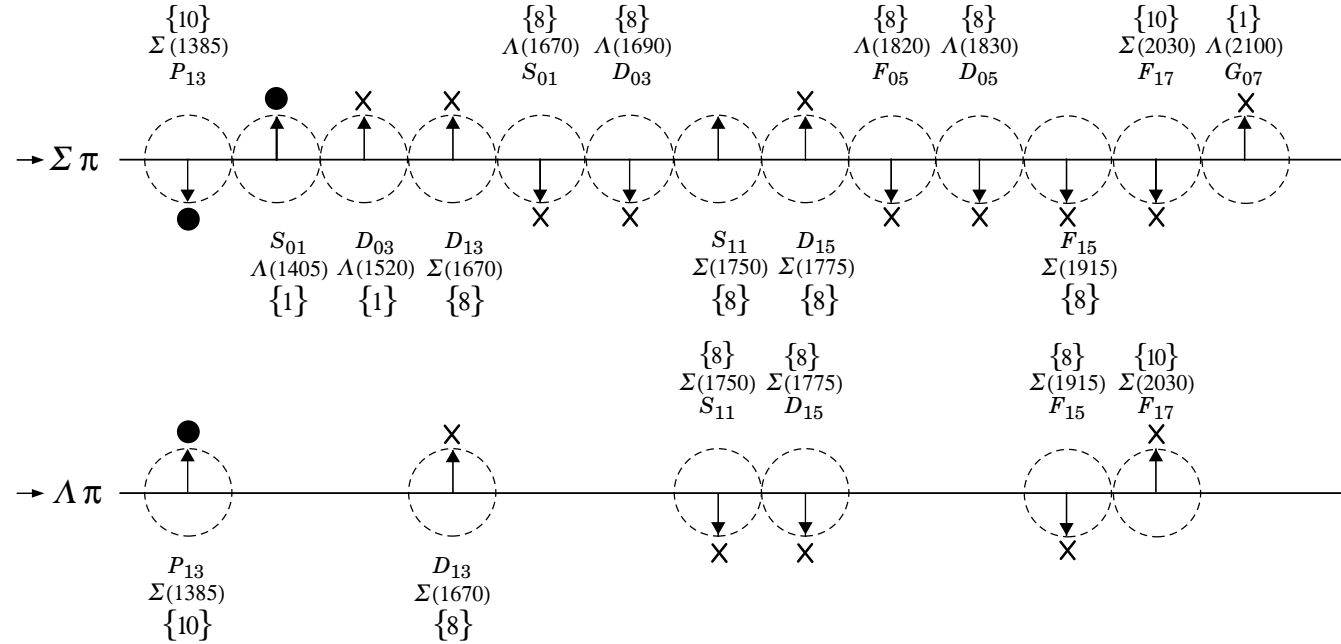 {10} {8} {8} {8} {8} {10} {1}
Σ(1385) Λ(1670) Λ(1690) Λ(1820) Λ(1830) Σ(2030) Λ(2100)
P₁₃ S₀₁ D₀₃ F₀₅ D₀₅ F₁₇ G₀₇
Σπ
S₀₁ D₀₃ D₁₃ S₁₁ D₁₅ F₁₅
Λ(1405) Λ(1520) Σ(1670) Σ(1750) Σ(1775) Σ(1915)
{1} {1} {8} {8} {8} {8}
{8} {8} {8} {10}
Σ(1750) Σ(1775) Σ(1915) Σ(2030)
S₁₁ D₁₅ F₁₅ F₁₇
Λπ
P₁₃ D₁₃
Σ(1385) Σ(1670)
{10} {8}